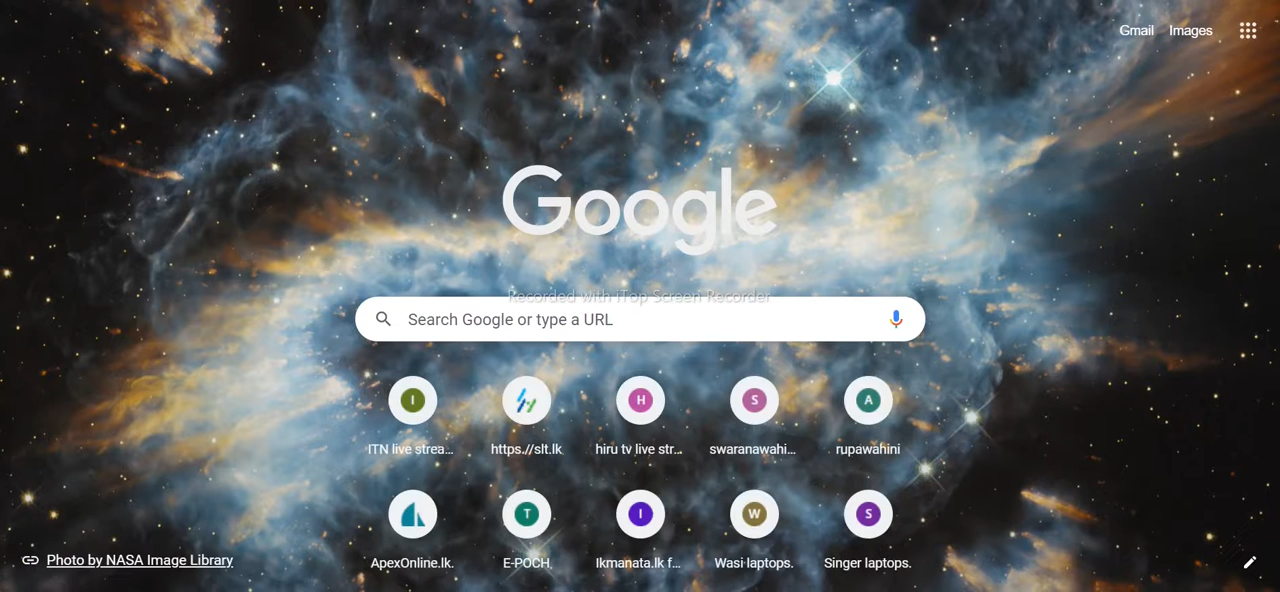 Gmail Images
Google
Recorded with iTop Screen Recorder
Search Google or type a URL
I
H
S
A
ITN live strea...
https://slt.lk
hiru tv live str...
swaranawahi...
rupawahini
T
I
W
S
ApexOnline.lk.
E-POCH
Ikmanata.lk f...
Wasi laptops.
Singer laptops.
Photo by NASA Image Library